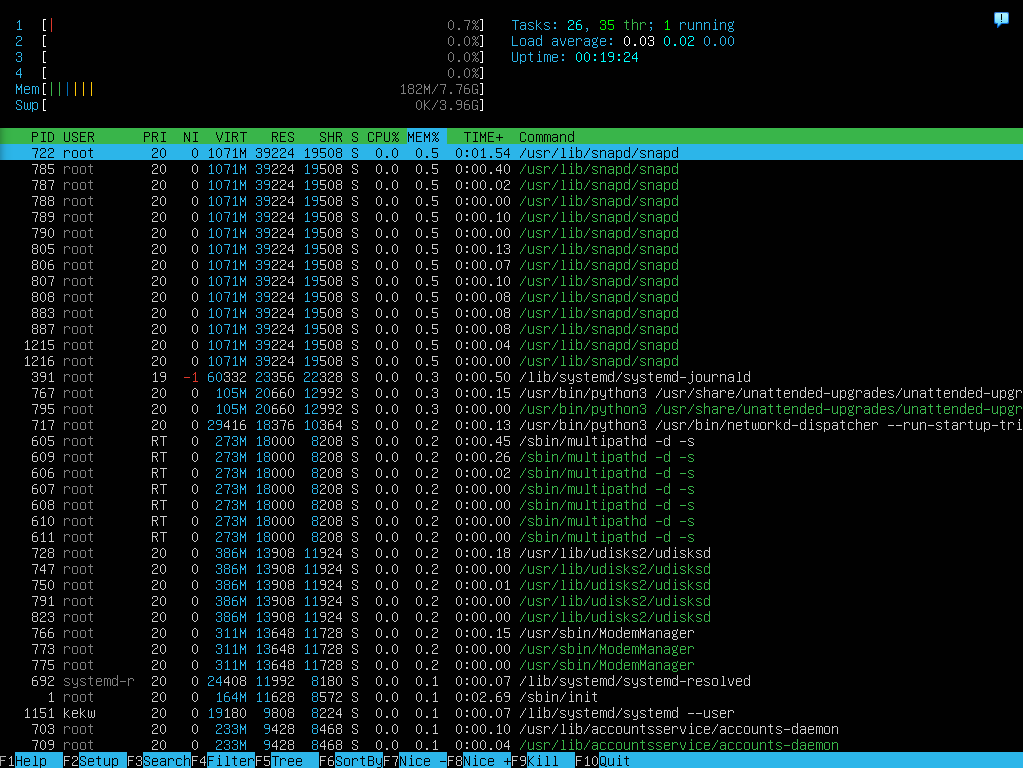 1 [| 0.7%] Tasks: 26, 35 thr; 1 running
2 [ 0.0%] Load average: 0.03 0.02 0.00
3 [ 0.0%] Uptime: 00:19:24
4 [ 0.0%]
Mem[|||||| 182M/7.76G]
Swp[ 0K/3.96G]
PID USER PRI NI VIRT RES SHR S CPU% MEM% TIME+ Command
722 root 20 0 1071M 39224 19508 S 0.0 0.5 0:01.54 /usr/lib/snapd/snapd
785 root 20 0 1071M 39224 19508 S 0.0 0.5 0:00.40 /usr/lib/snapd/snapd
787 root 20 0 1071M 39224 19508 S 0.0 0.5 0:00.02 /usr/lib/snapd/snapd
788 root 20 0 1071M 39224 19508 S 0.0 0.5 0:00.00 /usr/lib/snapd/snapd
789 root 20 0 1071M 39224 19508 S 0.0 0.5 0:00.10 /usr/lib/snapd/snapd
790 root 20 0 1071M 39224 19508 S 0.0 0.5 0:00.00 /usr/lib/snapd/snapd
805 root 20 0 1071M 39224 19508 S 0.0 0.5 0:00.13 /usr/lib/snapd/snapd
806 root 20 0 1071M 39224 19508 S 0.0 0.5 0:00.07 /usr/lib/snapd/snapd
807 root 20 0 1071M 39224 19508 S 0.0 0.5 0:00.10 /usr/lib/snapd/snapd
808 root 20 0 1071M 39224 19508 S 0.0 0.5 0:00.08 /usr/lib/snapd/snapd
883 root 20 0 1071M 39224 19508 S 0.0 0.5 0:00.08 /usr/lib/snapd/snapd
887 root 20 0 1071M 39224 19508 S 0.0 0.5 0:00.08 /usr/lib/snapd/snapd
1215 root 20 0 1071M 39224 19508 S 0.0 0.5 0:00.04 /usr/lib/snapd/snapd
1216 root 20 0 1071M 39224 19508 S 0.0 0.5 0:00.00 /usr/lib/snapd/snapd
391 root 19 -1 60332 23356 22328 S 0.0 0.3 0:00.50 /lib/systemd/systemd-journald
767 root 20 0 105M 20660 12992 S 0.0 0.3 0:00.15 /usr/bin/python3 /usr/share/unattended-upgrades/unattended-upgr
795 root 20 0 105M 20660 12992 S 0.0 0.3 0:00.00 /usr/bin/python3 /usr/share/unattended-upgrades/unattended-upgr
717 root 20 0 29416 18376 10364 S 0.0 0.2 0:00.13 /usr/bin/python3 /usr/bin/networkd-dispatcher --run-startup-tri
605 root RT 0 273M 18000 8208 S 0.0 0.2 0:00.45 /sbin/multipathd -d -s
609 root RT 0 273M 18000 8208 S 0.0 0.2 0:00.26 /sbin/multipathd -d -s
606 root RT 0 273M 18000 8208 S 0.0 0.2 0:00.02 /sbin/multipathd -d -s
607 root RT 0 273M 18000 8208 S 0.0 0.2 0:00.00 /sbin/multipathd -d -s
608 root RT 0 273M 18000 8208 S 0.0 0.2 0:00.00 /sbin/multipathd -d -s
610 root RT 0 273M 18000 8208 S 0.0 0.2 0:00.00 /sbin/multipathd -d -s
611 root RT 0 273M 18000 8208 S 0.0 0.2 0:00.00 /sbin/multipathd -d -s
728 root 20 0 386M 13908 11924 S 0.0 0.2 0:00.18 /usr/lib/udisks2/udisksd
747 root 20 0 386M 13908 11924 S 0.0 0.2 0:00.00 /usr/lib/udisks2/udisksd
750 root 20 0 386M 13908 11924 S 0.0 0.2 0:00.01 /usr/lib/udisks2/udisksd
791 root 20 0 386M 13908 11924 S 0.0 0.2 0:00.00 /usr/lib/udisks2/udisksd
823 root 20 0 386M 13908 11924 S 0.0 0.2 0:00.00 /usr/lib/udisks2/udisksd
766 root 20 0 311M 13648 11728 S 0.0 0.2 0:00.15 /usr/sbin/ModemManager
773 root 20 0 311M 13648 11728 S 0.0 0.2 0:00.00 /usr/sbin/ModemManager
775 root 20 0 311M 13648 11728 S 0.0 0.2 0:00.00 /usr/sbin/ModemManager
692 systemd-r 20 0 24408 11992 8180 S 0.0 0.1 0:00.07 /lib/systemd/systemd-resolved
1 root 20 0 164M 11628 8572 S 0.0 0.1 0:02.69 /sbin/init
1151 kekw 20 0 19180 9808 8224 S 0.0 0.1 0:00.07 /lib/systemd/systemd --user
703 root 20 0 233M 9428 8468 S 0.0 0.1 0:00.10 /usr/lib/accountsservice/accounts-daemon
709 root 20 0 233M 9428 8468 S 0.0 0.1 0:00.04 /usr/lib/accountsservice/accounts-daemon
F1Help F2Setup F3SearchF4FilterF5Tree F6SortByF7Nice -F8Nice +F9Kill F10Quit